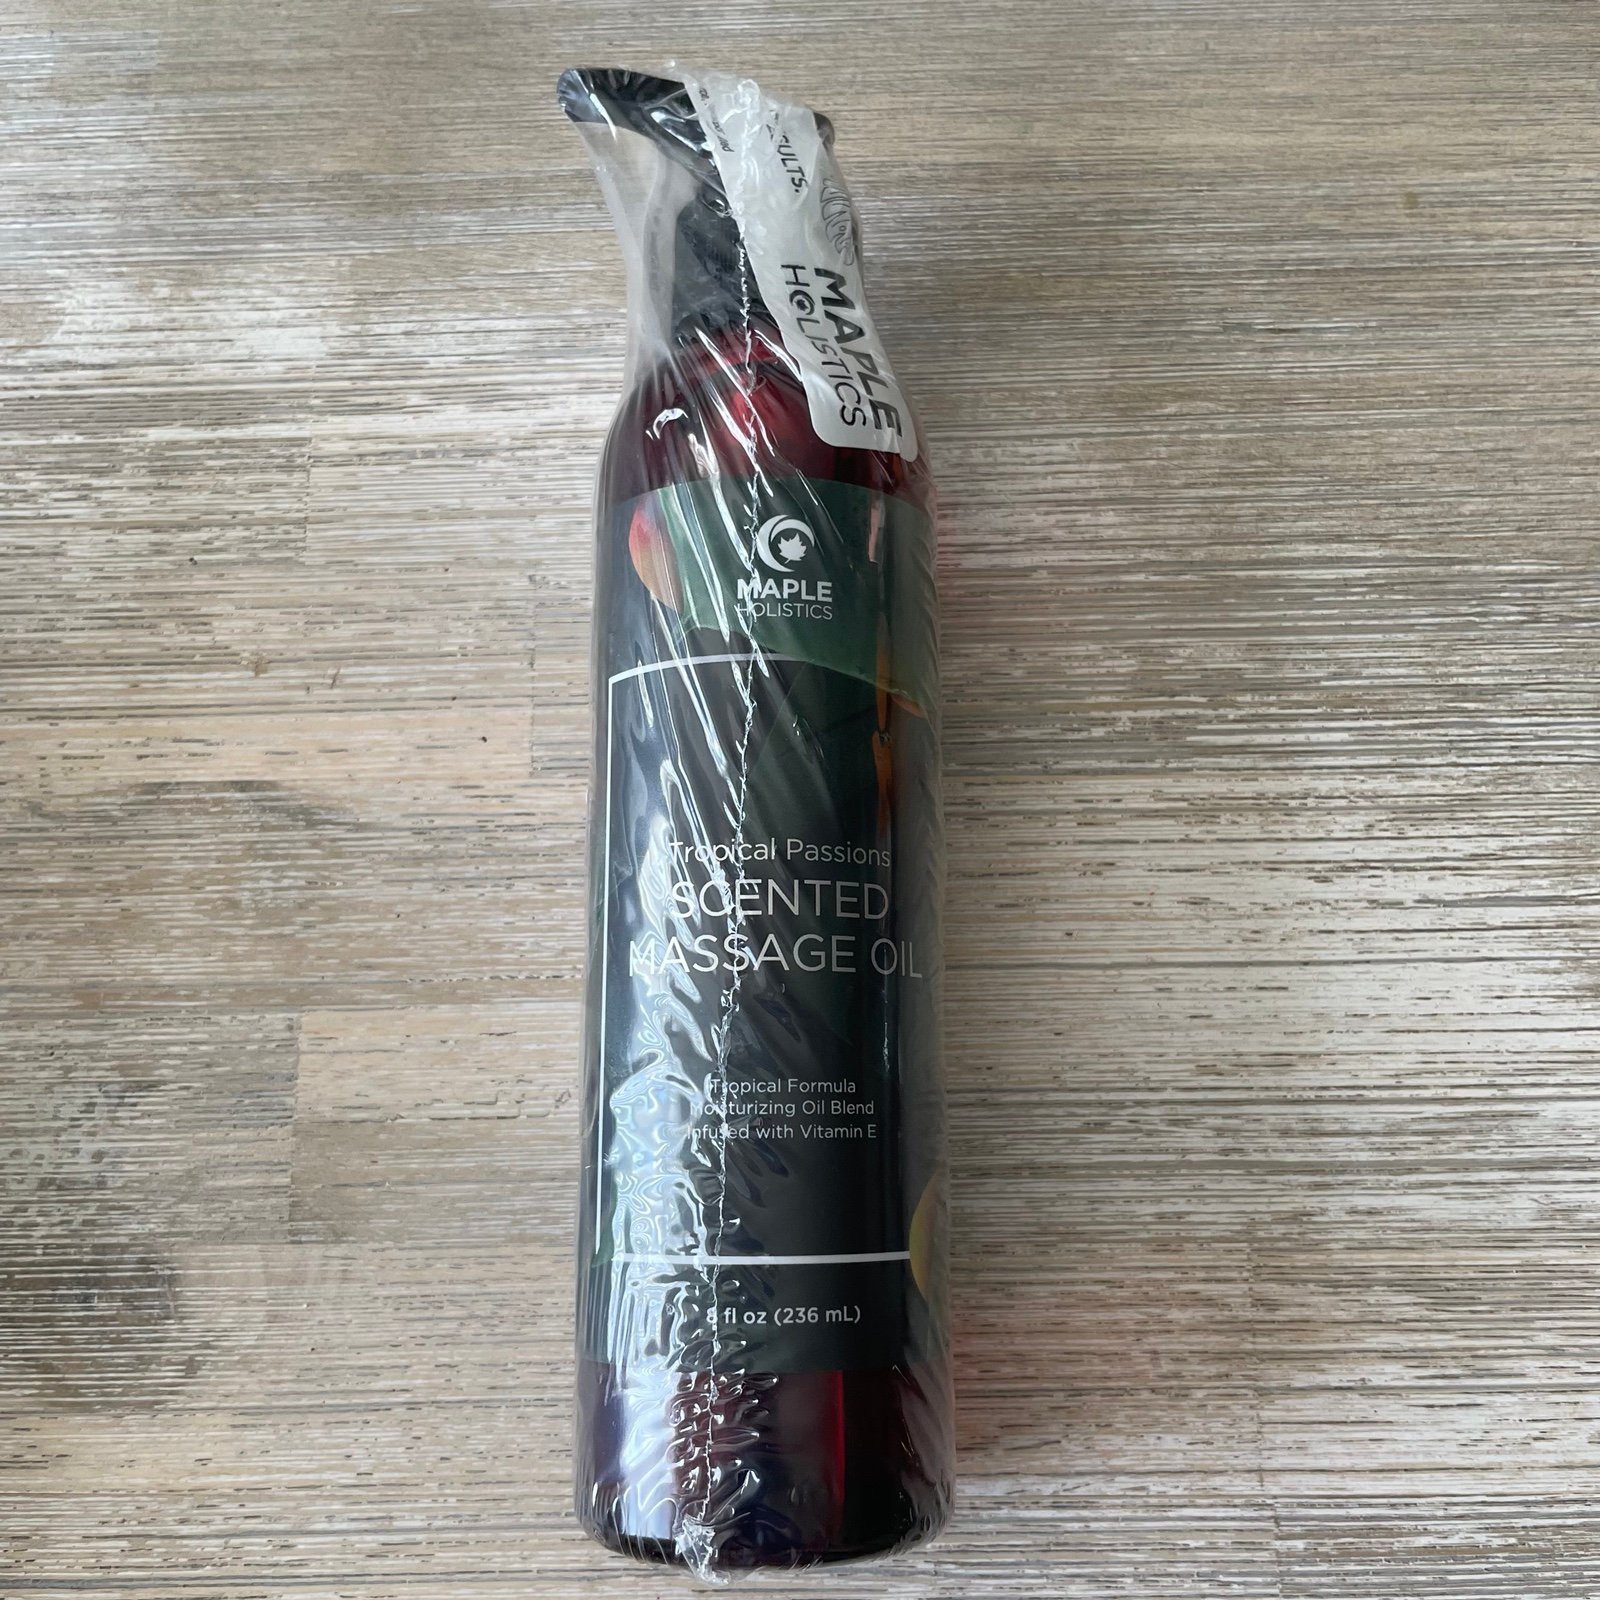 MAPLE
HOLISTICS
MAPLE
HOLISTICS
Tropical Passions
SCENTED
MASSAGE OIL
Tropical Formula
Moisturizing Oil Blend
Infused with Vitamin E
8 fl oz (236 mL)